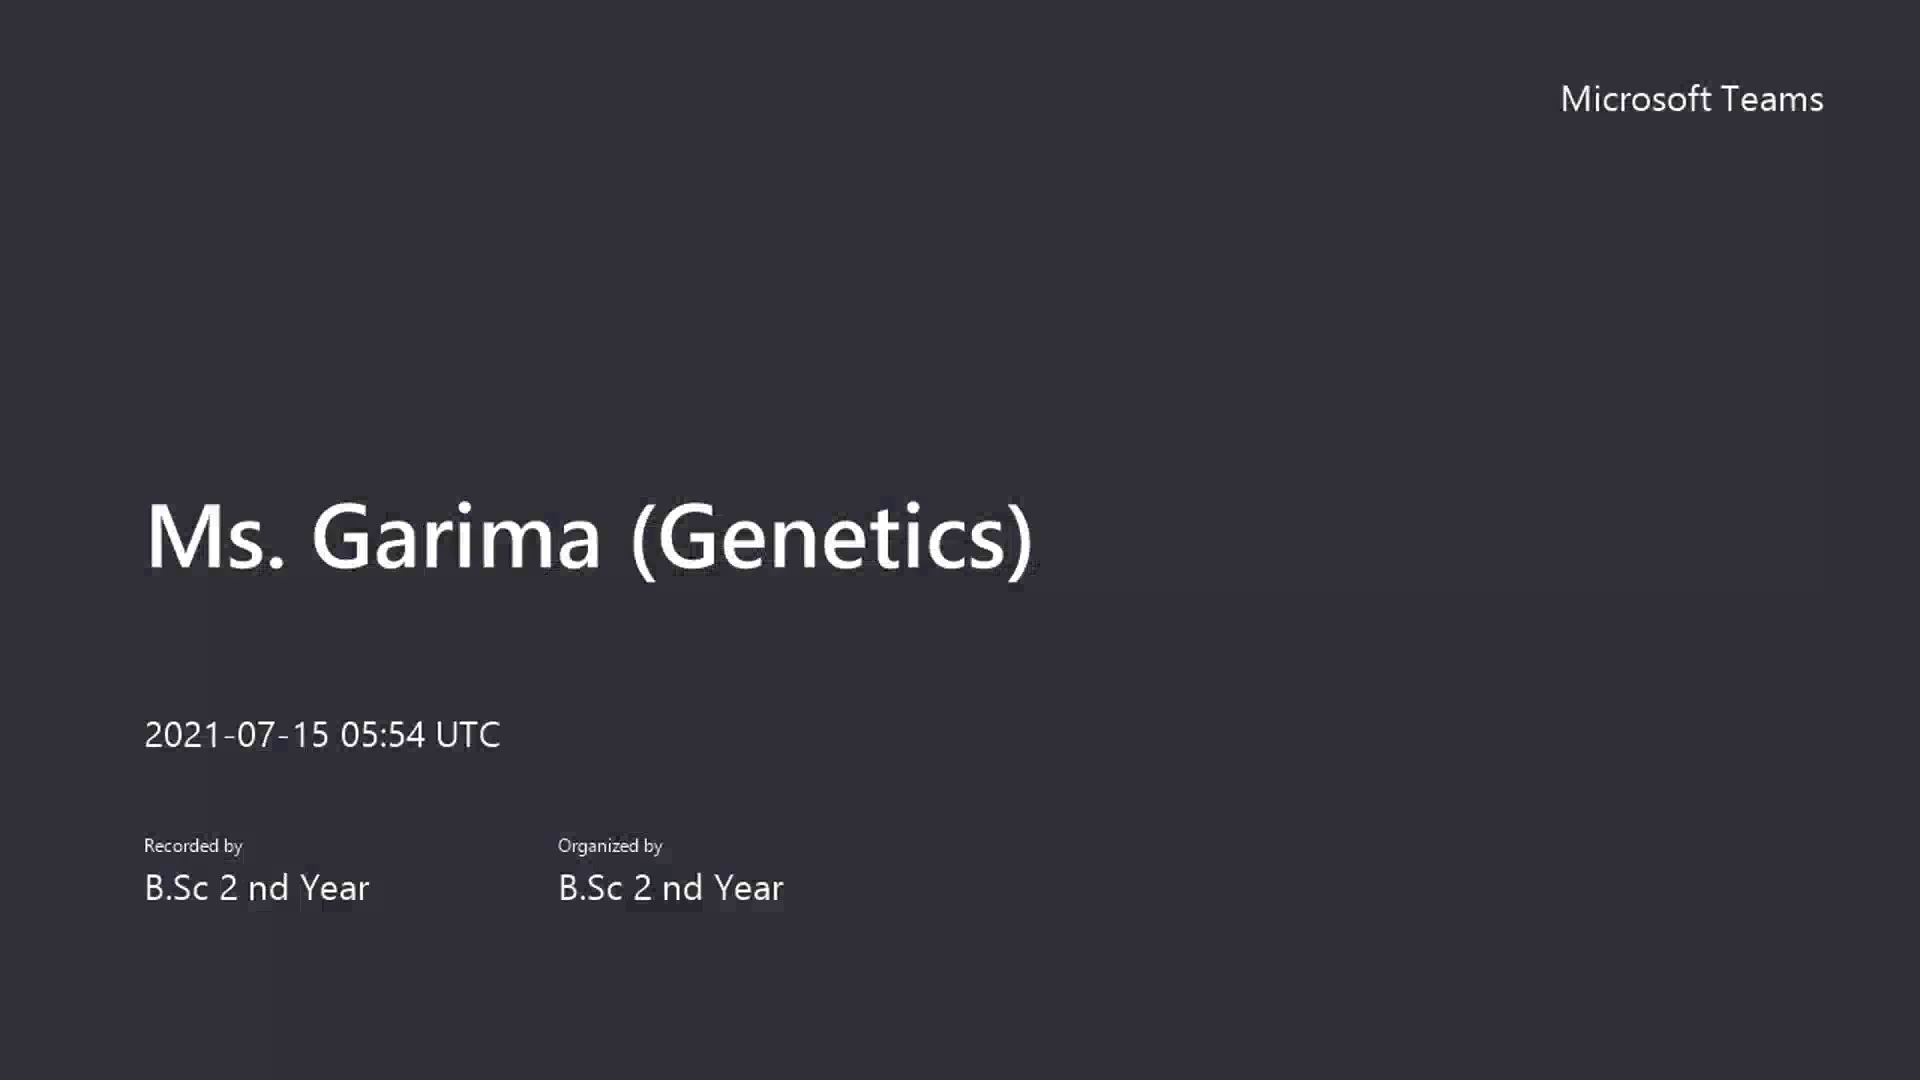 Microsoft Teams
Ms. Garima (Genetics)
2021-07-15 05:54 UTC
Recorded by
B.Sc 2 nd Year
Organized by
B.Sc 2 nd Year